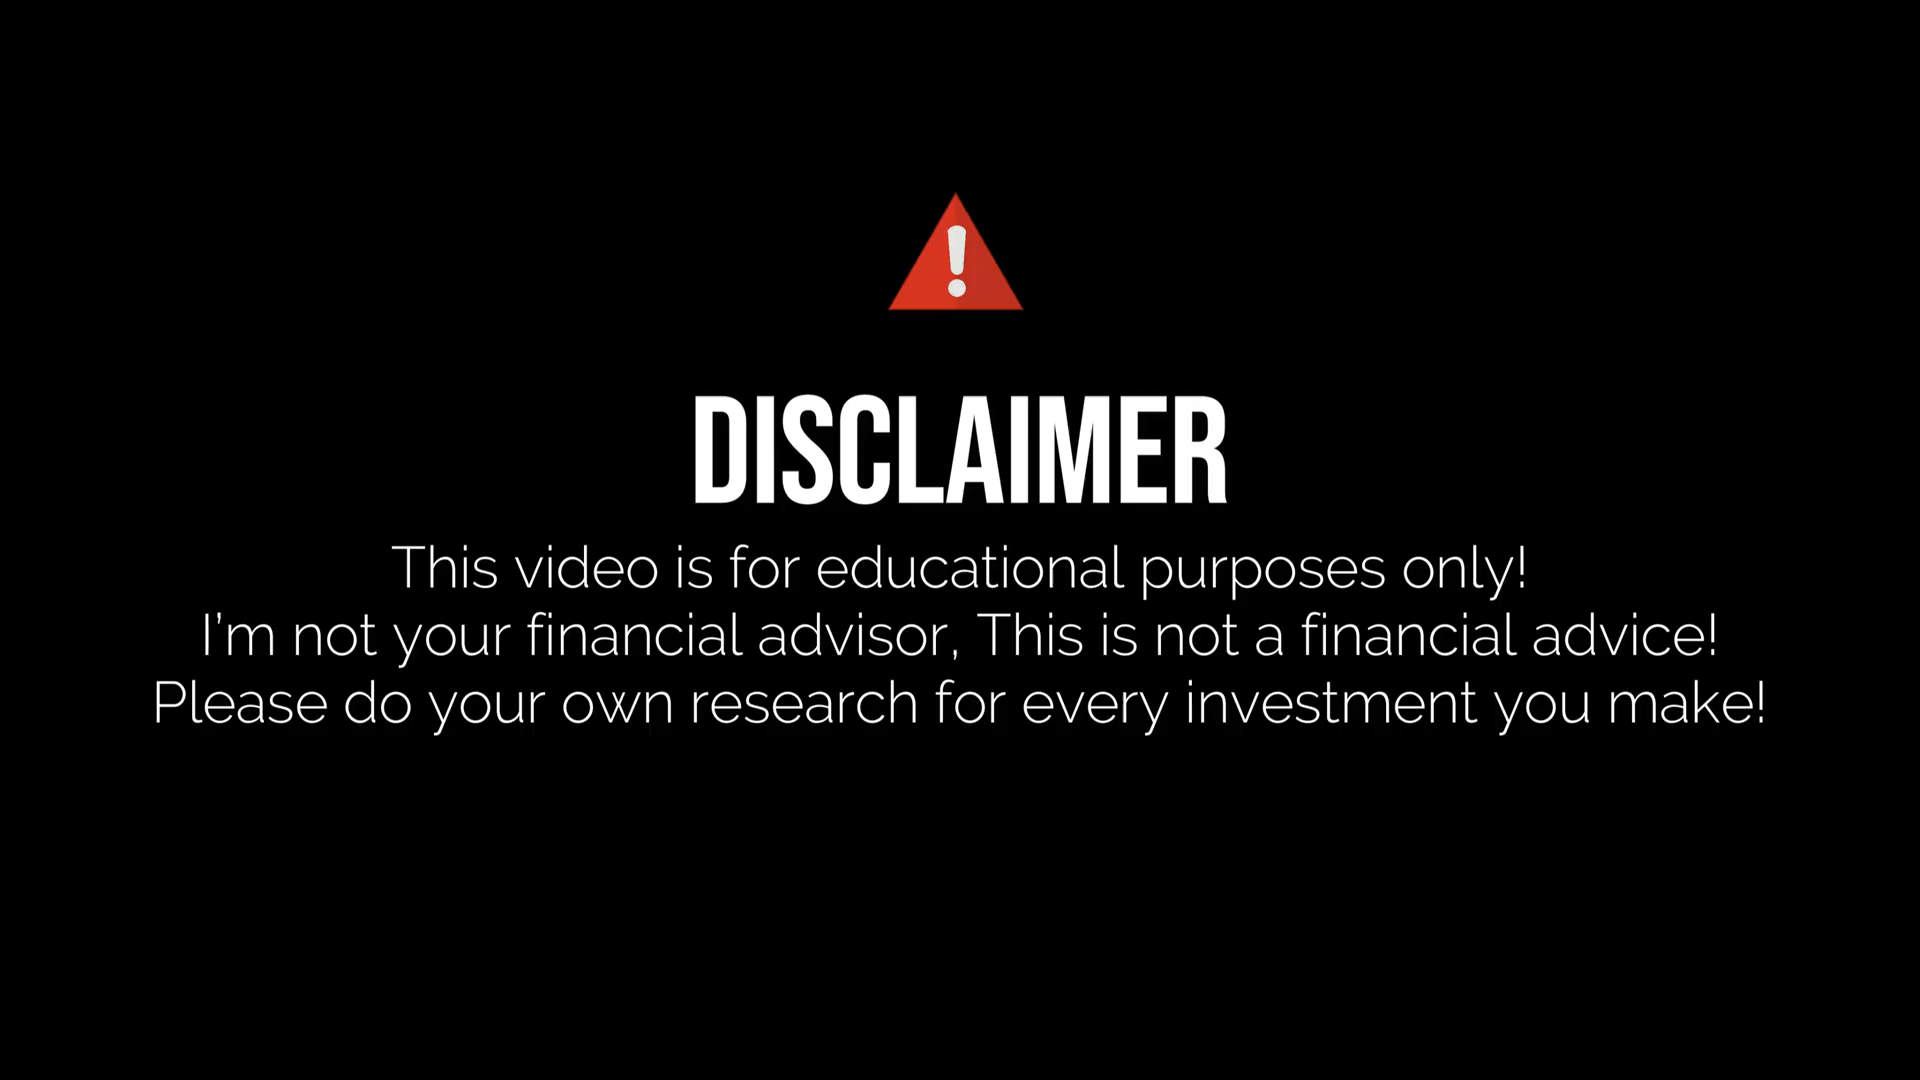 DISCLAIMER
This video is for educational purposes only!
I’m not your financial advisor, This is not a financial advice!
Please do your own research for every investment you make!